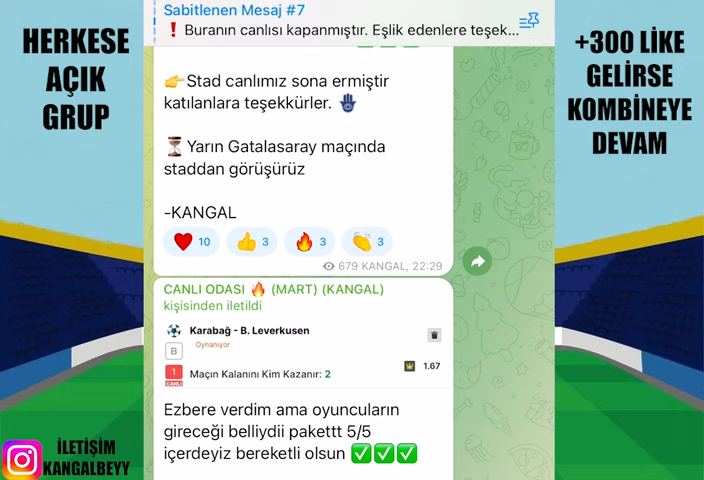 HERKESE
AÇIK
GRUP
Sabitlenen Mesaj #7
❗ Buranın canlısı kapanmıştır. Eşlik edenlere teşek...
👉Stad canlımız sona ermiştir
katılanlara teşekkürler. 🪬
⏳Yarın Gatalasaray maçında
staddan görüşürüz
-KANGAL
❤️ 10 👍 3 🔥 3 👏 3
679 KANGAL, 22:29
CANLI ODASI 🔥 (MART) (KANGAL)
kişisinden iletildi
Karabağ - B. Leverkusen
Oynanıyor
B
1
CANLI
Maçın Kalanını Kim Kazanır: 2
1.67
Ezbere verdim ama oyuncuların
gireceği belliydii pakettt 5/5
içerdeyiz bereketli olsun ✅✅✅
+300 LİKE
GELİRSE
KOMBİNEYE
DEVAM
İLETİŞİM
KANGALBEYY